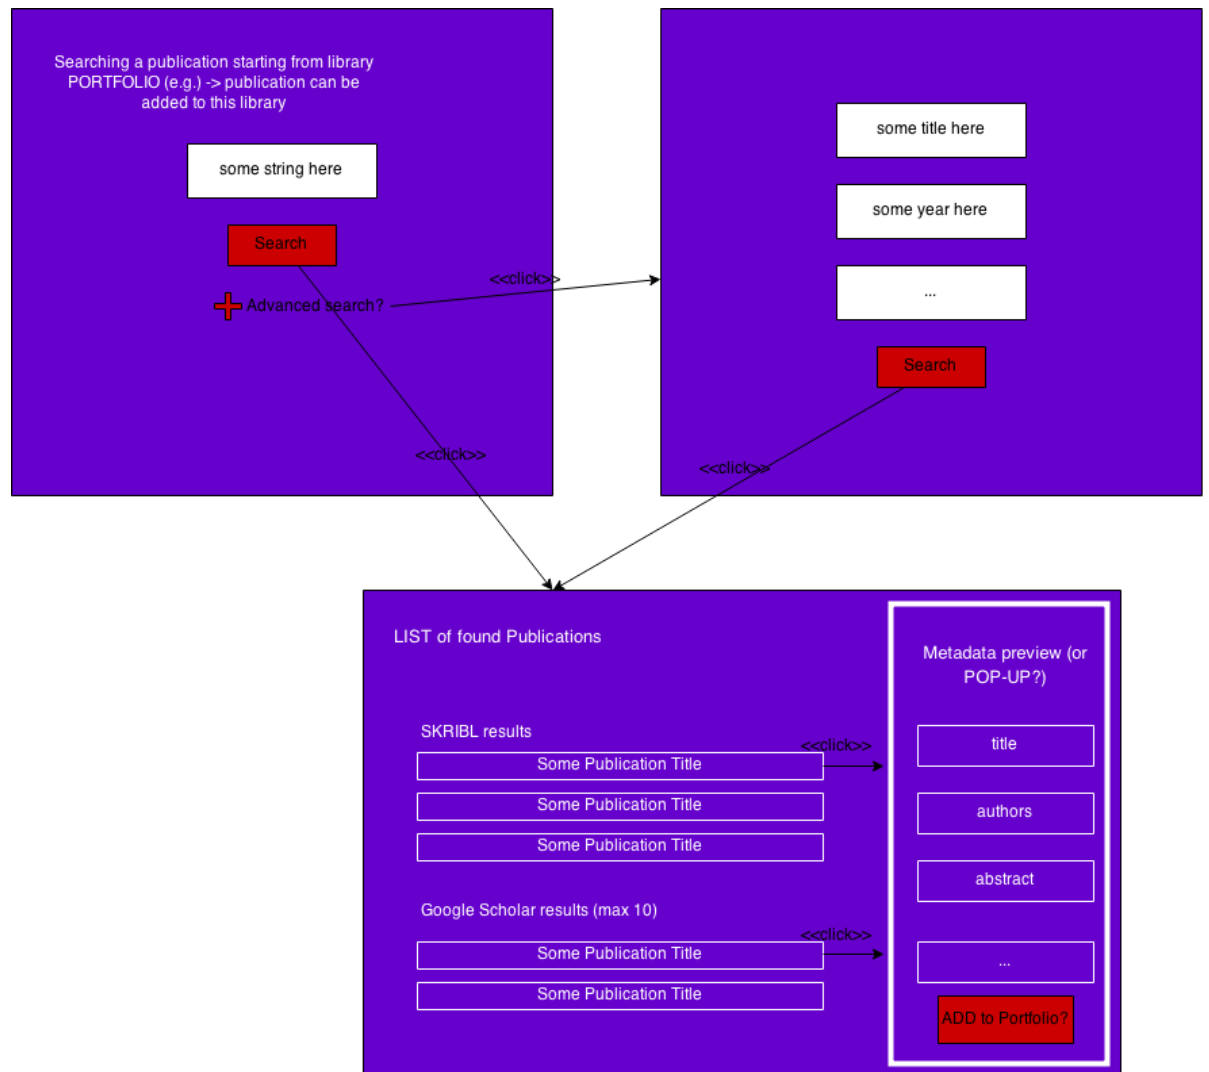 Searching a publication starting from library
PORTFOLIO (e.g.) -> publication can be
added to this library
some string here
Search
Advanced search?
<<click>>
<<click>>
some title here
some year here
...
Search
<<click>>
LIST of found Publications
SKRIBL results
Some Publication Title
<<click>>
Some Publication Title
Some Publication Title
Google Scholar results (max 10)
Some Publication Title
<<click>>
Some Publication Title
Metadata preview (or
POP-UP?)
title
authors
abstract
...
ADD to Portfolio?